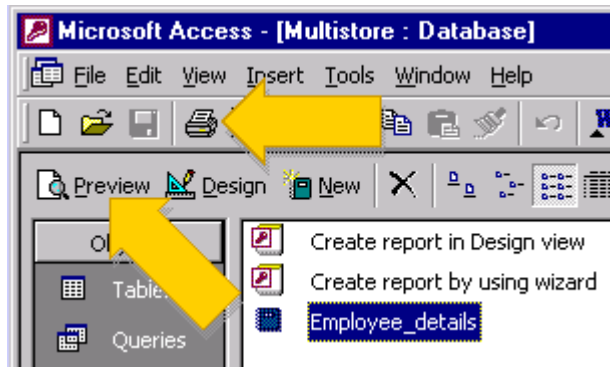 Microsoft Access - [Multistore : Database]
File Edit View Insert Tools Window Help
Preview Design New
Create report in Design view
Create report by using wizard
Employee_details
Queries